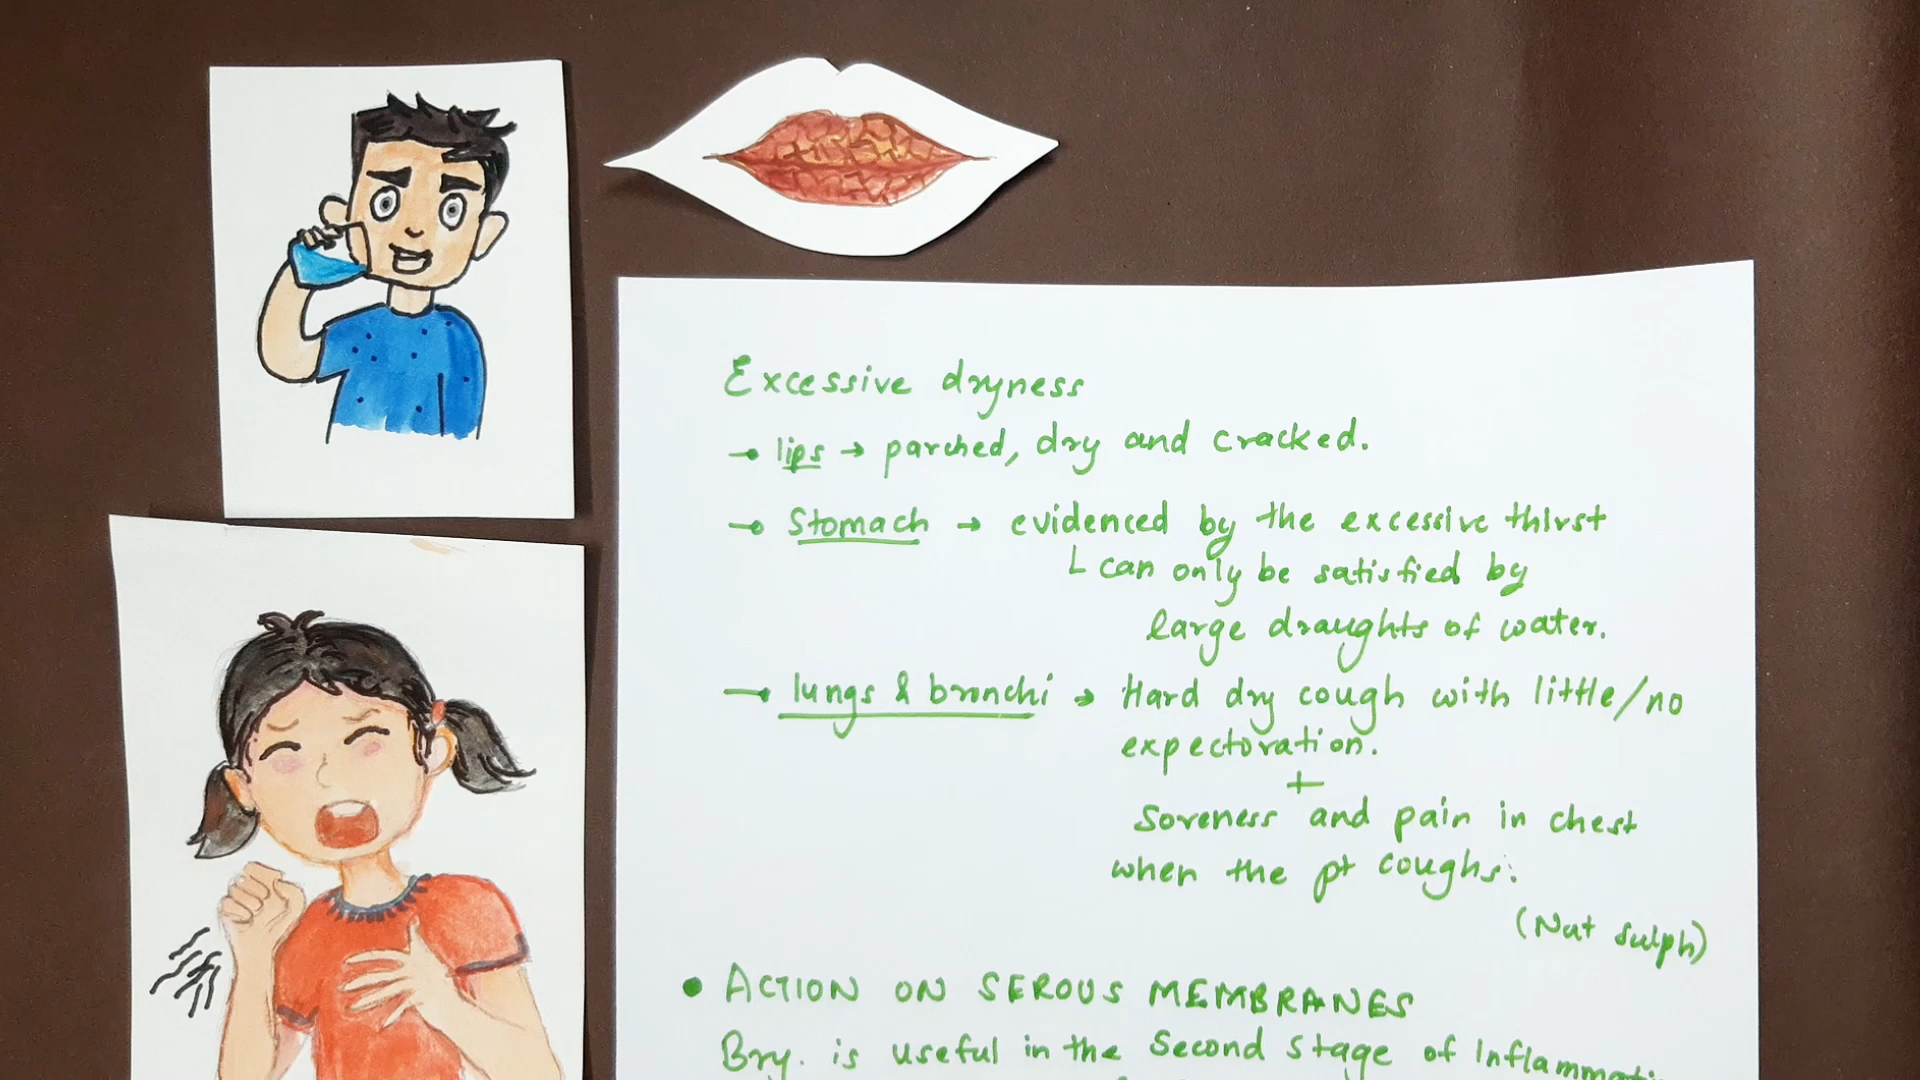 Excessive dryness
→ lips → parched, dry and cracked.
→ Stomach → evidenced by the excessive thirst
can only be satisfied by
large draughts of water.
→ lungs & bronchi → Hard dry cough with little/no
expectoration.
+
Soreness and pain in chest
when the pt coughs.
(Nat sulph)
• ACTION ON SEROUS MEMBRANES
Bry. is useful in the Second stage of